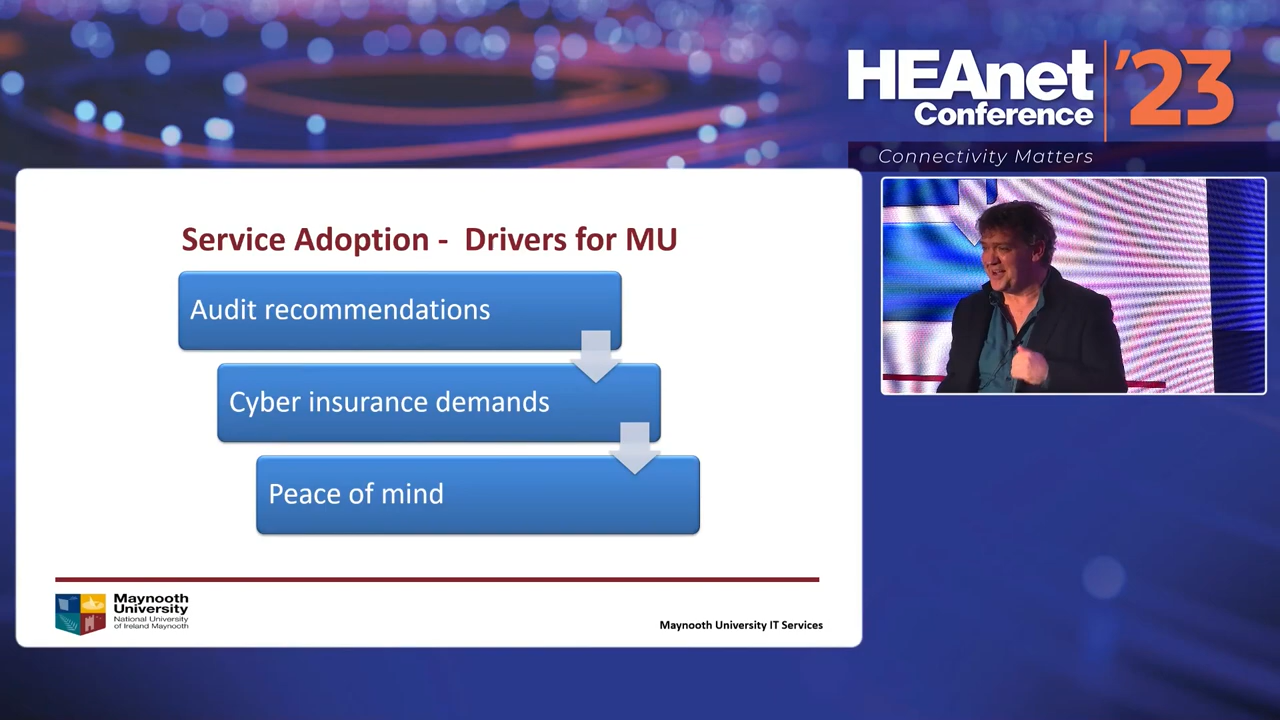 HEAnet
Conference
'23
Connectivity Matters
Service Adoption - Drivers for MU
Audit recommendations
Cyber insurance demands
Peace of mind
Maynooth
University
National University
of Ireland Maynooth
Maynooth University IT Services